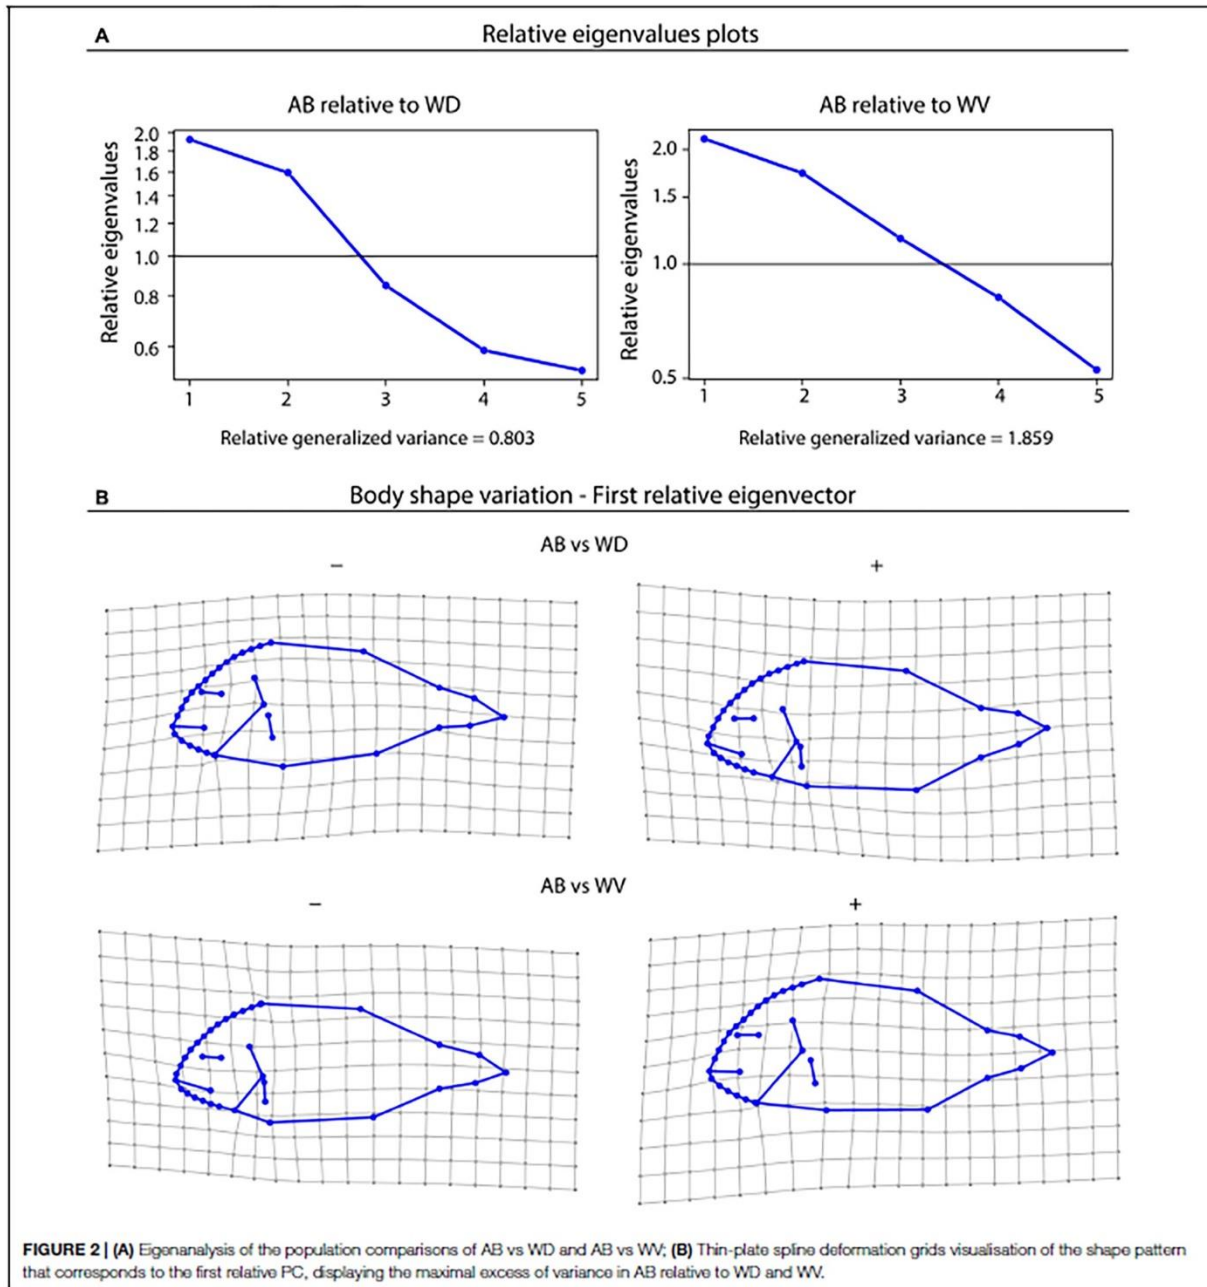 A Relative eigenvalues plots
AB relative to WD
AB relative to WV
Relative eigenvalues
2.0
1.8
1.6
1.4
1.2
1.0
0.8
0.6
1 2 3 4 5
Relative generalized variance = 0.803
Relative eigenvalues
2.0
1.5
1.0
0.5
1 2 3 4 5
Relative generalized variance = 1.859
B Body shape variation - First relative eigenvector
AB vs WD
− +
AB vs WV
− +
FIGURE 2 | (A) Eigenanalysis of the population comparisons of AB vs WD and AB vs WV; (B) Thin-plate spline deformation grids visualisation of the shape pattern
that corresponds to the first relative PC, displaying the maximal excess of variance in AB relative to WD and WV.